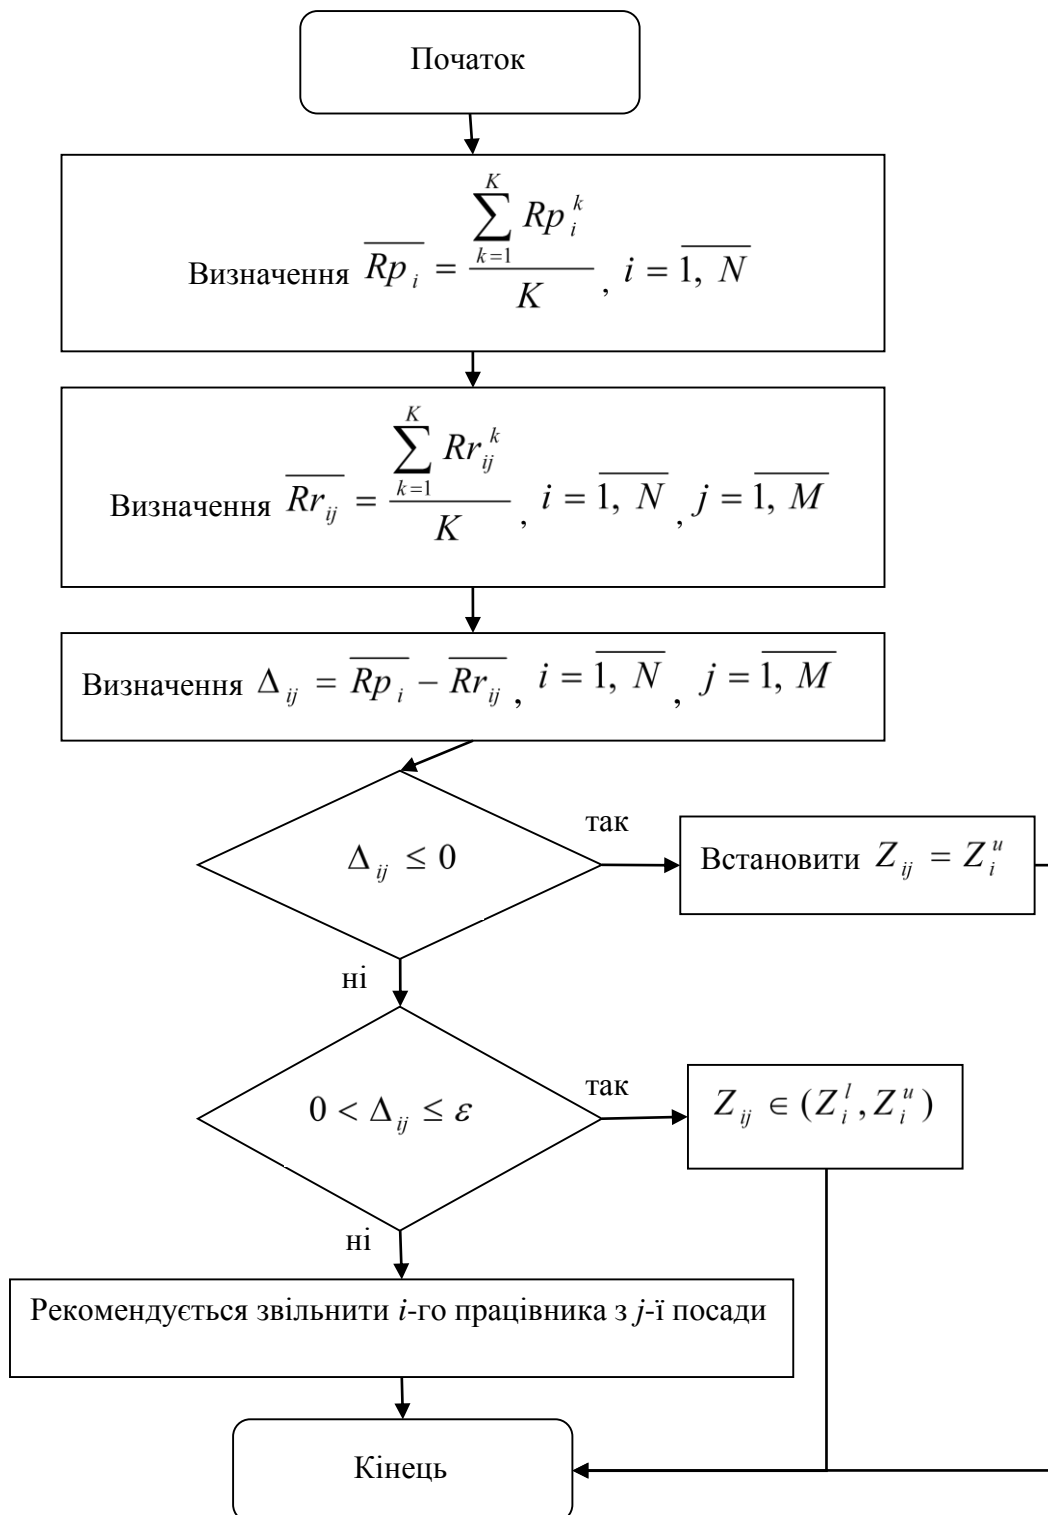 Початок
Визначення $\overline{Rp_i} = \frac{\sum_{k=1}^{K} Rp_i^k}{K}$, $i = \overline{1, N}$
Визначення $\overline{Rr_{ij}} = \frac{\sum_{k=1}^{K} Rr_{ij}^k}{K}$, $i = \overline{1, N}$, $j = \overline{1, M}$
Визначення $\Delta_{ij} = \overline{Rp_i} - \overline{Rr_{ij}}$, $i = \overline{1, N}$, $j = \overline{1, M}$
$\Delta_{ij} \leq 0$
так
Встановити $Z_{ij} = Z_i^u$
ні
$0 < \Delta_{ij} \leq \varepsilon$
так
$Z_{ij} \in (Z_i^l, Z_i^u)$
ні
Рекомендується звільнити i-го працівника з j-ї посади
Кінець